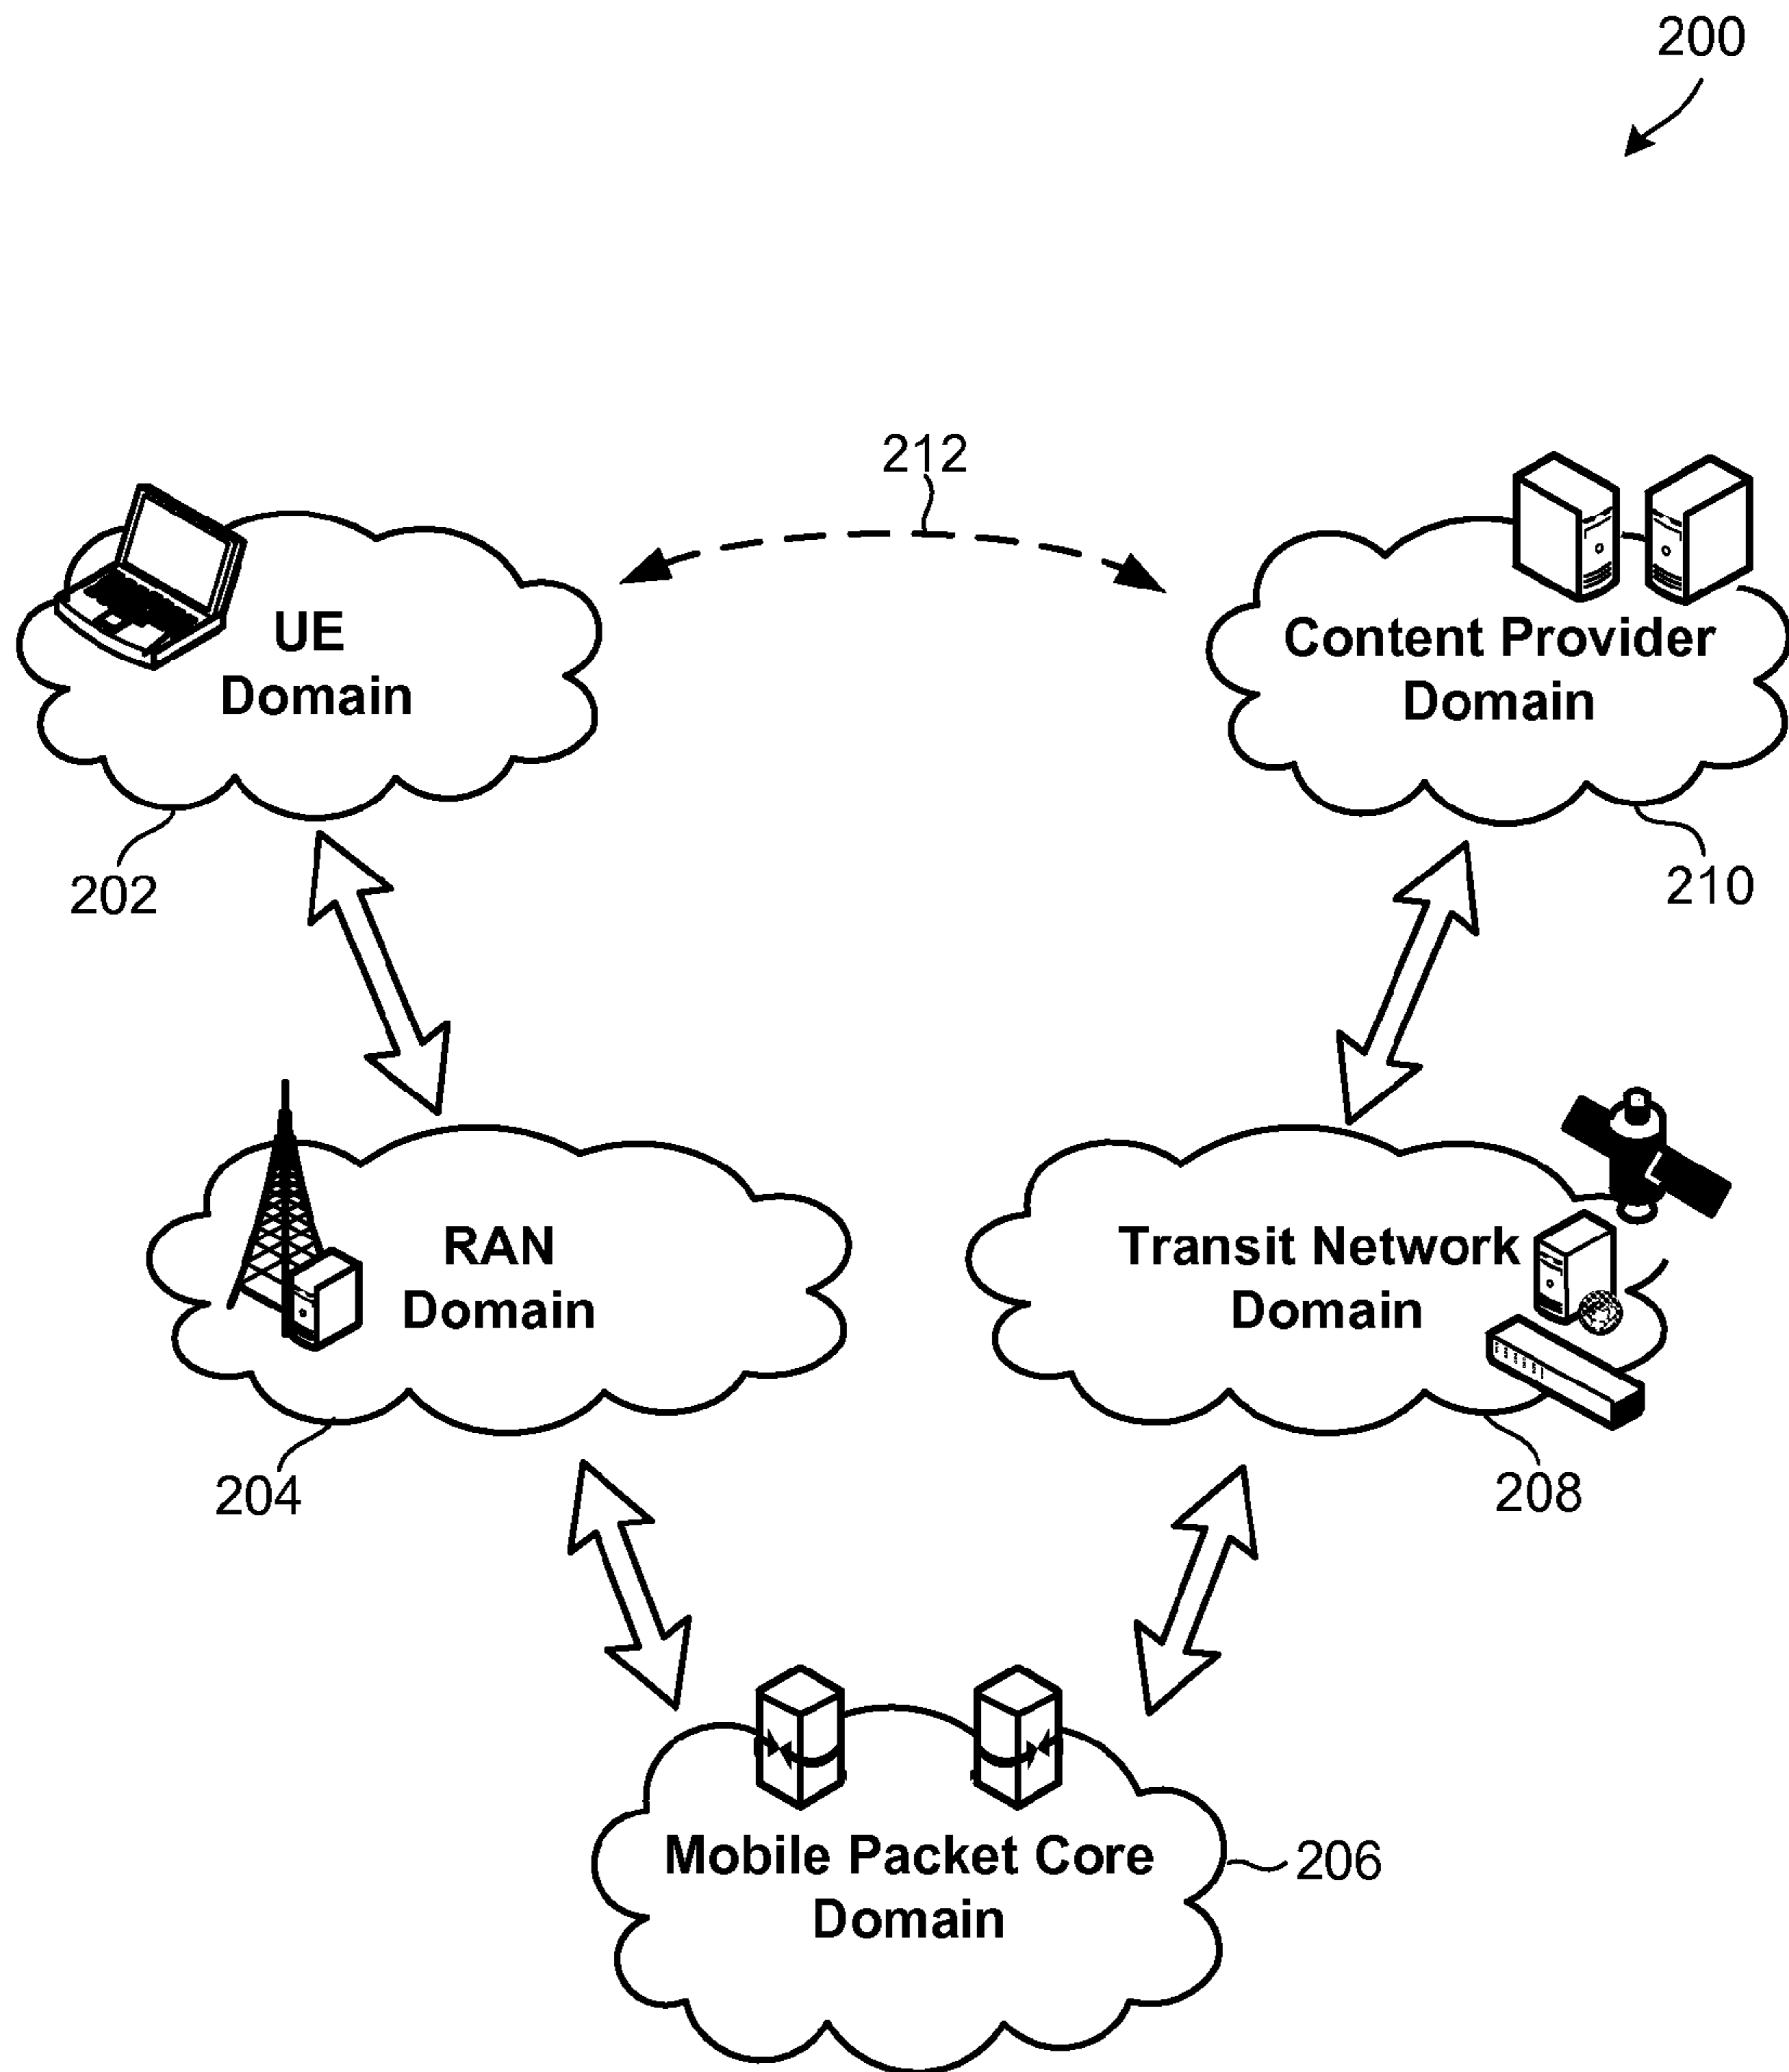 200
212
UE
Domain
Content Provider
Domain
202
210
RAN
Domain
Transit Network
Domain
204
208
Mobile Packet Core
Domain
206